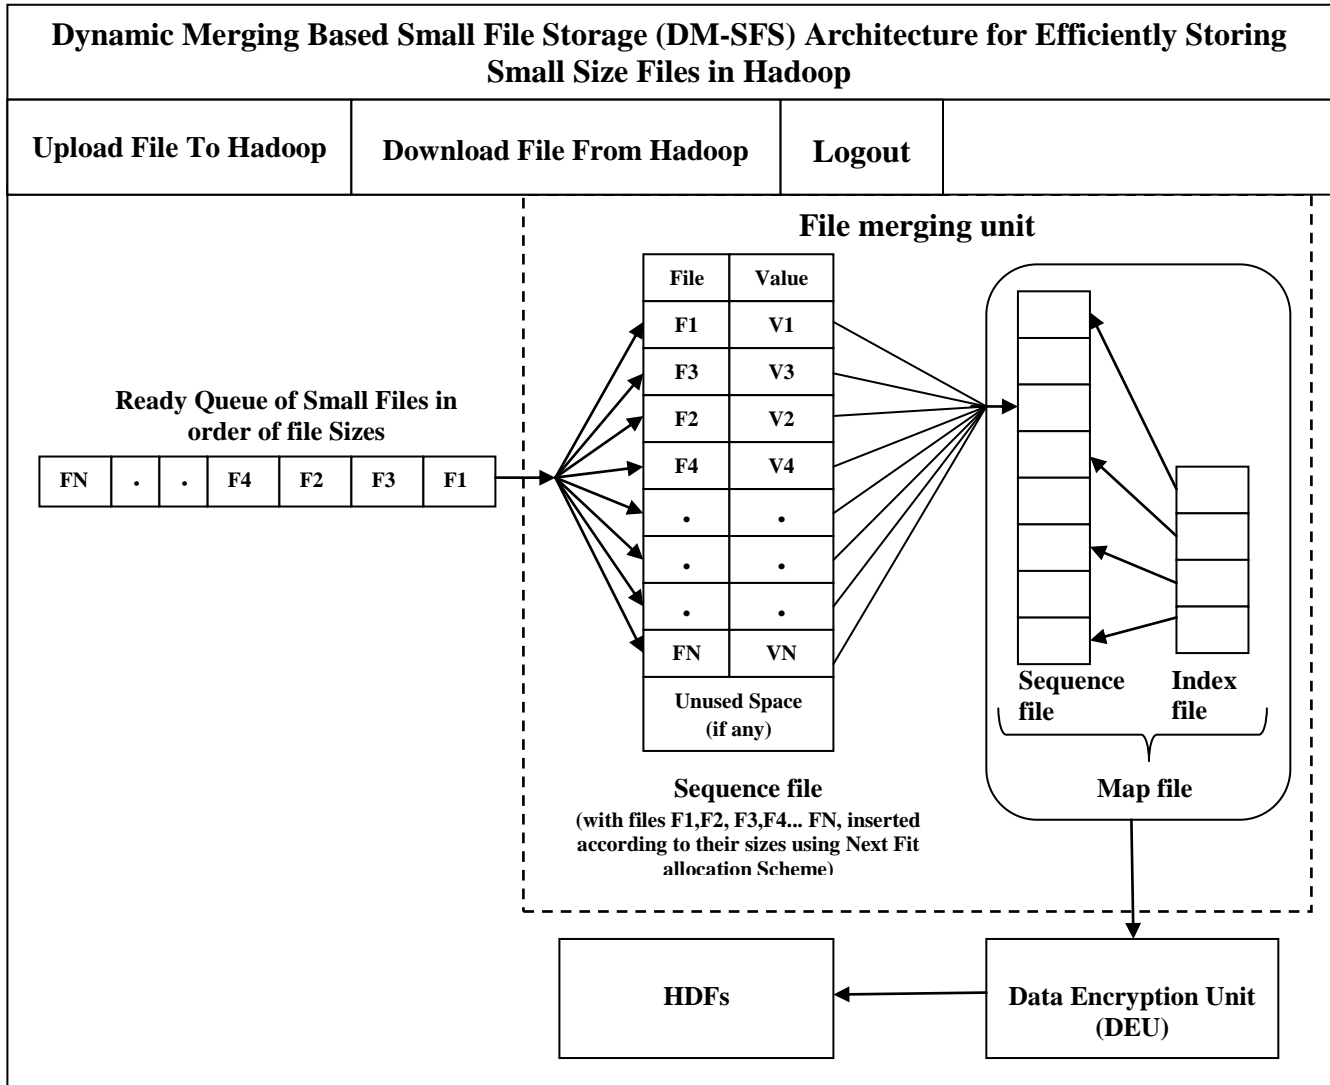 Dynamic Merging Based Small File Storage (DM-SFS) Architecture for Efficiently Storing
Small Size Files in Hadoop
Upload File To Hadoop
Download File From Hadoop
Logout
File merging unit
Ready Queue of Small Files in
order of file Sizes
FN . . F4 F2 F3 F1
File Value
F1 V1
F3 V3
F2 V2
F4 V4
. .
. .
. .
FN VN
Unused Space
(if any)
Sequence file
(with files F1,F2, F3,F4... FN, inserted
according to their sizes using Next Fit
allocation Scheme)
Sequence
file
Index
file
Map file
HDFs
Data Encryption Unit
(DEU)